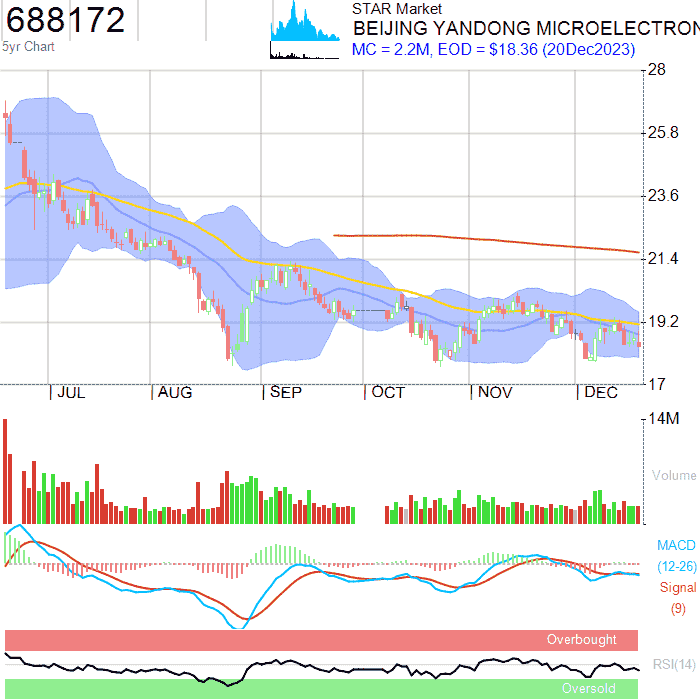 688172
5yr Chart
STAR Market
BEIJING YANDONG MICROELECTRON
MC = 2.2M, EOD = $18.36 (20Dec2023)
28
25.8
23.6
21.4
19.2
17
JUL AUG SEP OCT NOV DEC
14M
Volume
MACD
(12-26)
Signal
(9)
Overbought
RSI(14)
Oversold